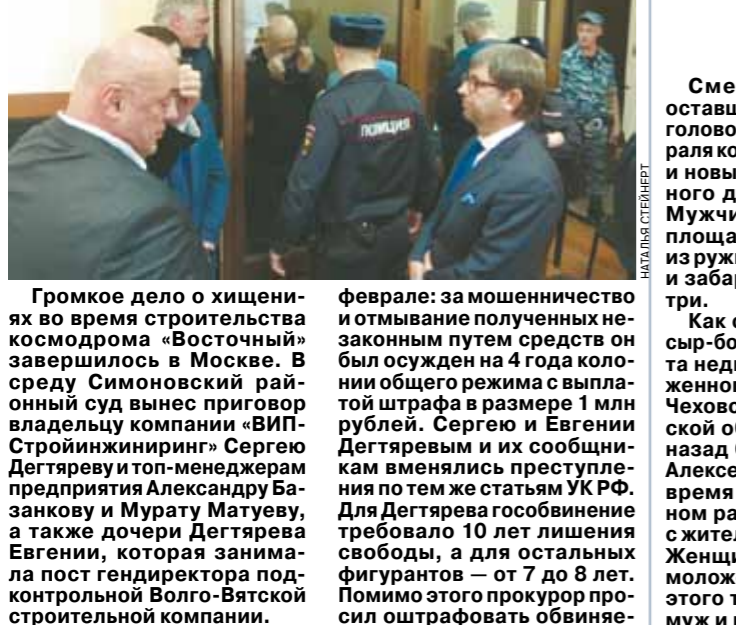 ПОЛИЦИЯ
НАТАЛЬЯ СТЕЙНЕРТ
Громкое дело о хищени-
ях во время строительства
космодрома «Восточный»
завершилось в Москве. В
среду Симоновский рай-
онный суд вынес приговор
владельцу компании «ВИП-
Стройинжиниринг» Сергею
Дегтяреву и топ-менеджерам
предприятия Александру Ба-
занкову и Мурату Матуеву,
а также дочери Дегтярева
Евгении, которая занима-
ла пост гендиректора под-
контрольной Волго-Вятской
строительной компании.
феврале: за мошенничество
и отмывание полученных не-
законным путем средств он
был осужден на 4 года коло-
нии общего режима с выпла-
той штрафа в размере 1 млн
рублей. Сергею и Евгении
Дегтяревым и их сообщни-
кам вменялись преступле-
ния по тем же статьям УК РФ.
Для Дегтярева гособвинение
требовало 10 лет лишения
свободы, а для остальных
фигурантов — от 7 до 8 лет.
Помимо этого прокурор про-
сил оштрафовать обвиняе-
Сме
оставш
голово
раля ко
и новы
ного д
Мужчи
площа
из руж
и забар
три.
Как с
сыр-бо
та нед
женно
Чеховс
ской об
назад
Алексе
время
ном ра
с жител
Женщи
молож
этого т
муж и